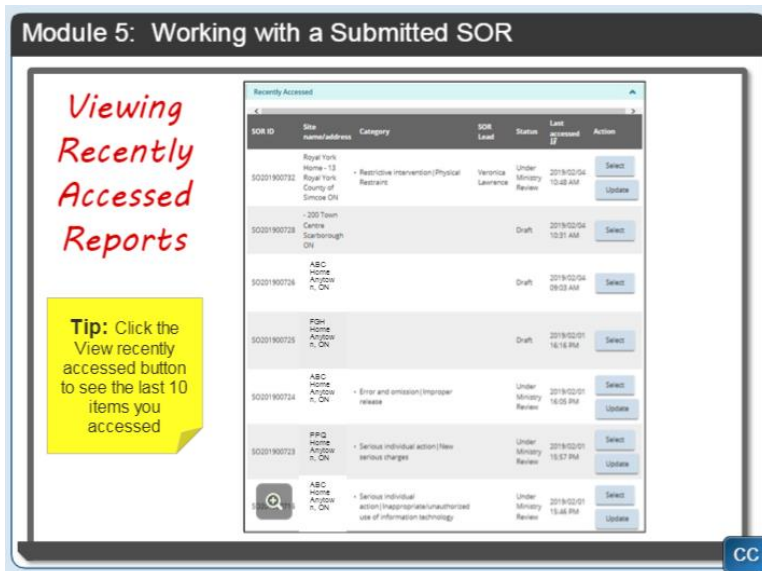 Module 5: Working with a Submitted SOR
Viewing
Recently
Accessed
Reports
Tip: Click the
View recently
accessed button
to see the last 10
items you
accessed
Recently Accessed
SOR ID
Site
name/address
Category
SOR
Lead
Status
Last
accessed
Action
SO201900732
Royal York
Home - 13
Royal York
County of
Simcoe ON
- Restrictive intervention|Physical
Restraint
Veronica
Lawrence
Under
Ministry
Review
2019/02/04
10:48 AM
Select
Update
SO201900728
- 200 Town
Centre
Scarborough
ON
Draft
2019/02/04
10:31 AM
Select
SO201900726
ABC
Home
Anytow
n, ON
Draft
2019/02/04
09:03 AM
Select
SO201900725
FGH
Home
Anytow
n, ON
Draft
2019/02/01
16:16 PM
Select
SO201900724
ABC
Home
Anytow
n, ON
- Error and omission|Improper
release
Under
Ministry
Review
2019/02/01
16:05 PM
Select
Update
SO201900723
PPQ
Home
Anytow
n, ON
- Serious individual action|New
serious charges
Under
Ministry
Review
2019/02/01
15:57 PM
Select
Update
ABC
Home
Anytow
n, ON
- Serious individual
action|Inappropriate/unauthorized
use of information technology
Under
Ministry
Review
2019/02/01
15:46 PM
Select
Update
CC